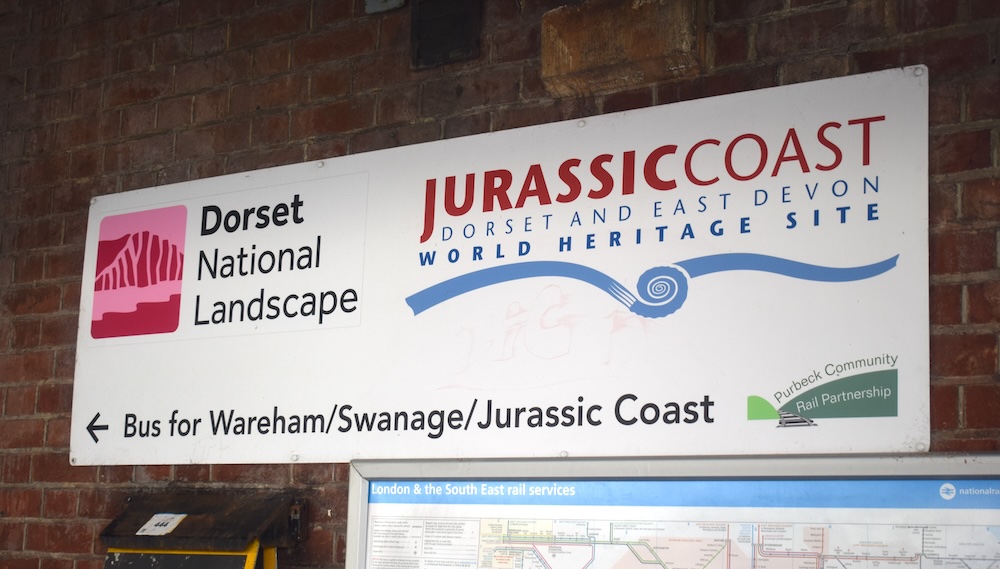 Dorset
National
Landscape
JURASSICCOAST
DORSET AND EAST DEVON
WORLD HERITAGE SITE
← Bus for Wareham/Swanage/Jurassic Coast
Purbeck Community
Rail Partnership
London & the South East rail services
444